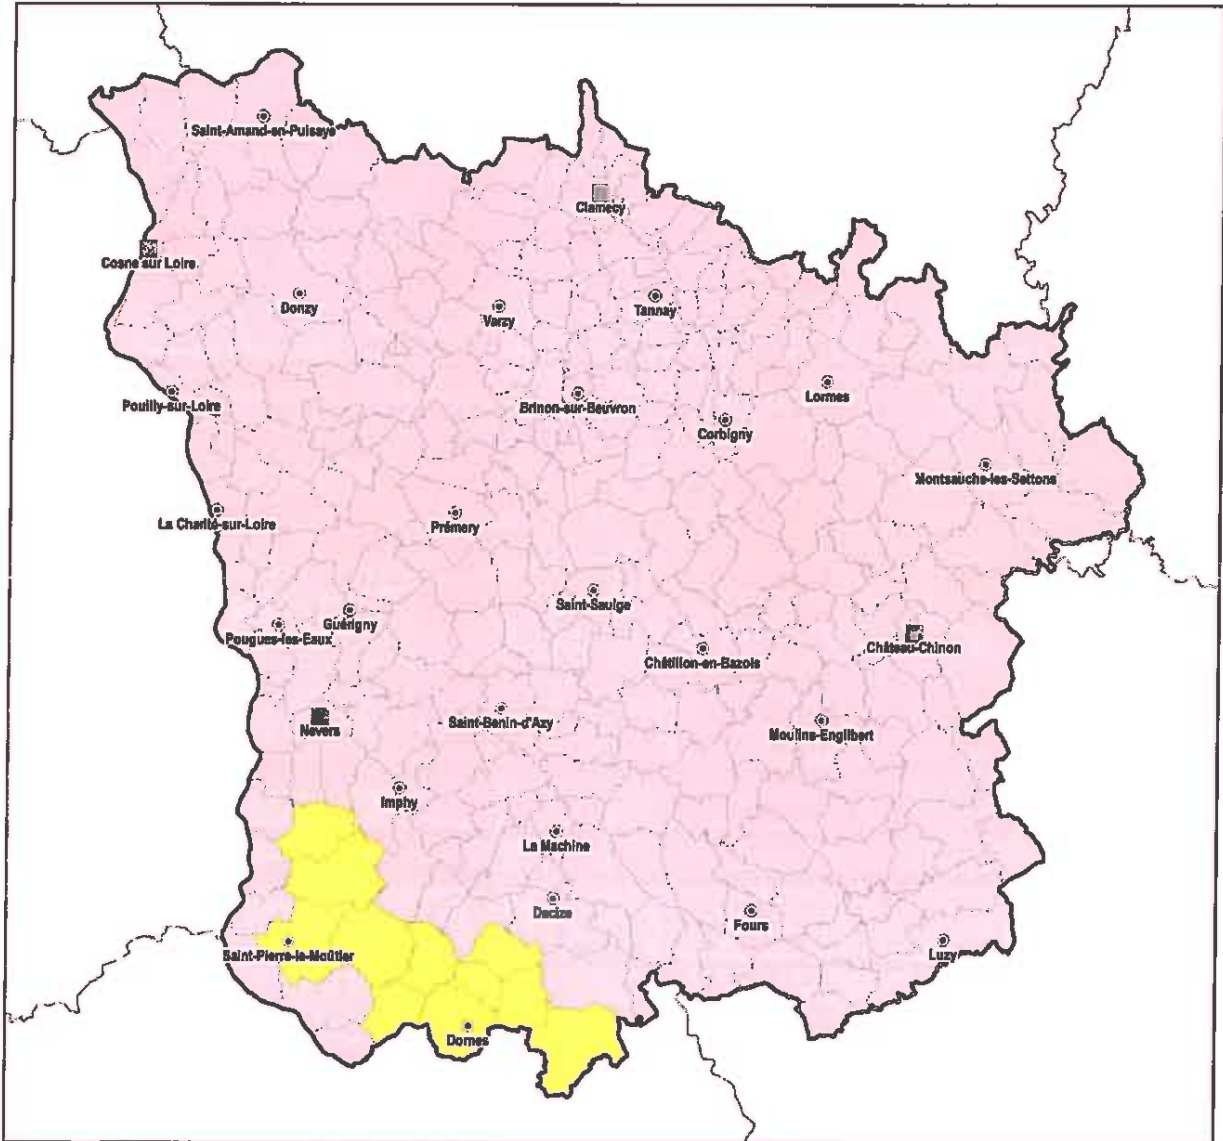 Saint-Amand-en-Puisaye
Clamecy
Cosne sur Loire
Donzy
Varzy
Tannay
Pouilly-sur-Loire
Brinon-sur-Beuvron
Lormes
Corbigny
Montsauche-les-Settons
La Charité-sur-Loire
Prémery
Saint-Saulge
Pougues-les-Eaux
Guérigny
Châtillon-en-Bazois
Château-Chinon
Nevers
Saint-Benin-d'Azy
Moulins-Engilbert
Imphy
La Machine
Decize
Fours
Saint-Pierre-le-Moûtier
Luzy
Dornes